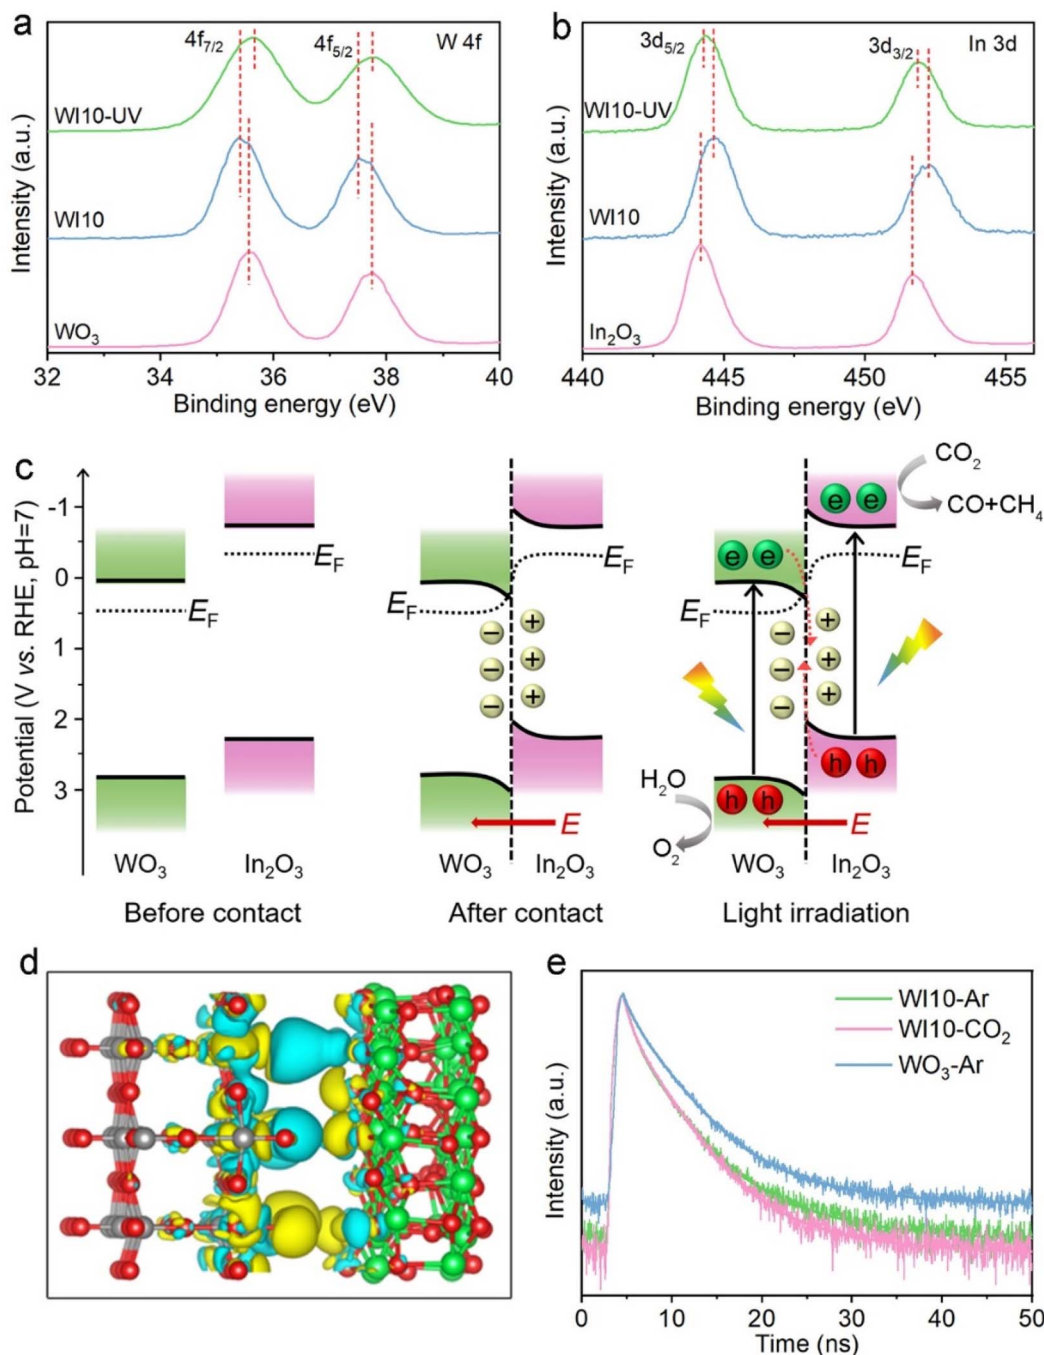 a
4f7/2
4f5/2
W 4f
WI10-UV
WI10
WO3
Intensity (a.u.)
32 34 36 38 40
Binding energy (eV)
b
3d5/2
3d3/2
In 3d
WI10-UV
WI10
In2O3
Intensity (a.u.)
440 445 450 455
Binding energy (eV)
c
Potential (V vs. RHE, pH=7)
-1
0
1
2
3
EF
EF
WO3
In2O3
Before contact
EF
EF
− +
− +
− +
E
WO3
In2O3
After contact
CO2
CO+CH4
e e
e e
EF
EF
− +
− +
− +
h h
h h
H2O
O2
E
WO3
In2O3
Light irradiation
d
e
WI10-Ar
WI10-CO2
WO3-Ar
Intensity (a.u.)
0 10 20 30 40 50
Time (ns)